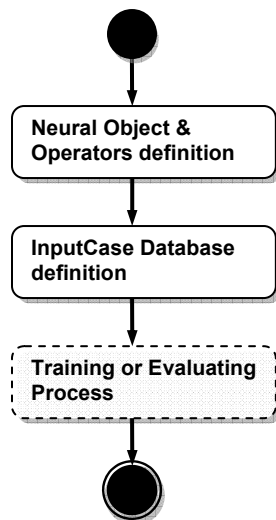 Neural Object &
Operators definition
InputCase Database
definition
Training or Evaluating
Process